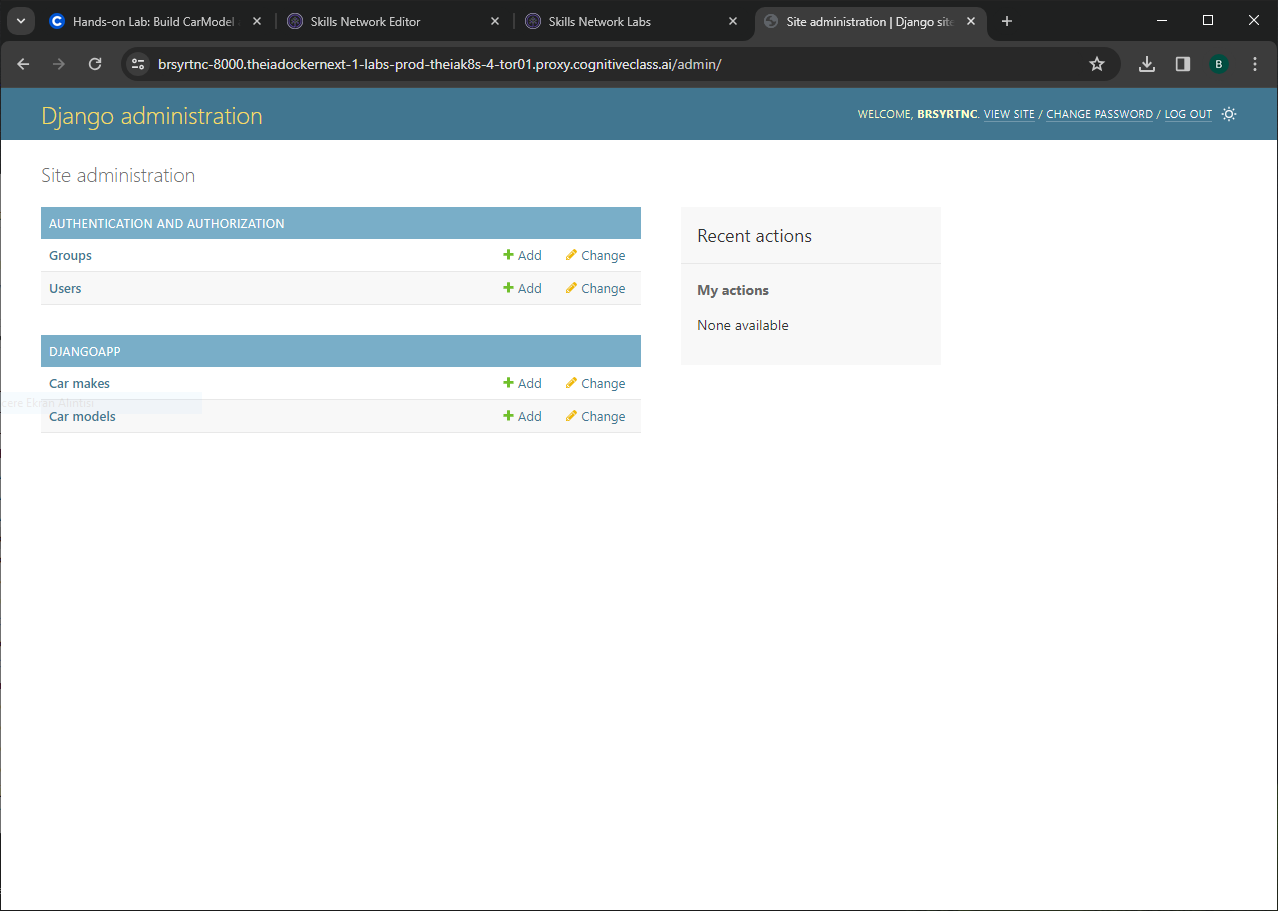 Hands-on Lab: Build CarModel
Skills Network Editor
Skills Network Labs
Site administration | Django site
brsyrtnc-8000.theiadockernext-1-labs-prod-theiak8s-4-tor01.proxy.cognitiveclass.ai/admin/
B
Django administration
WELCOME, BRSYRTNC. VIEW SITE / CHANGE PASSWORD / LOG OUT
Site administration
AUTHENTICATION AND AUTHORIZATION
Groups Add Change
Users Add Change
Recent actions
My actions
None available
DJANGOAPP
Car makes Add Change
cere Ekran Alıntısı
Car models Add Change